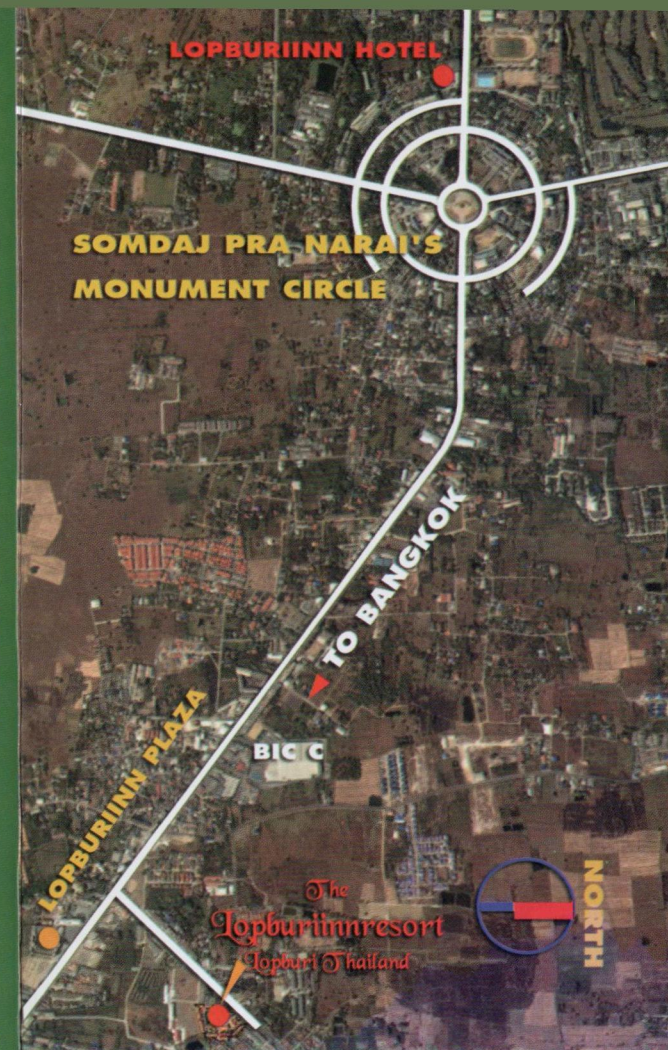 LOPBURIINN HOTEL
SOMDAJ PRA NARAI'S
MONUMENT CIRCLE
TO BANGKOK
LOPBURIINN PLAZA
BIC C
The
Lopburiinnresort
Lopburi Thailand
NORTH